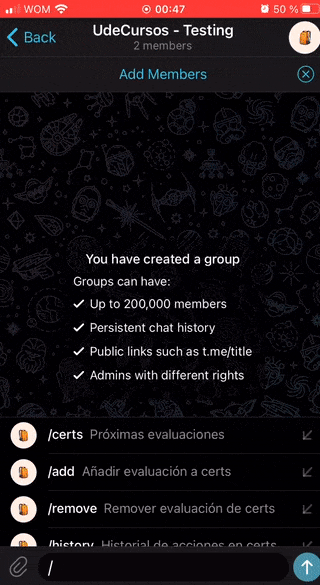 WOM 00:47 50 %
Back UdeCursos - Testing
2 members
Add Members
You have created a group
Groups can have:
Up to 200,000 members
Persistent chat history
Public links such as t.me/title
Admins with different rights
/certs Próximas evaluaciones
/add Añadir evaluación a certs
/remove Remover evaluación de certs
/history Historial de acciones en certs
/